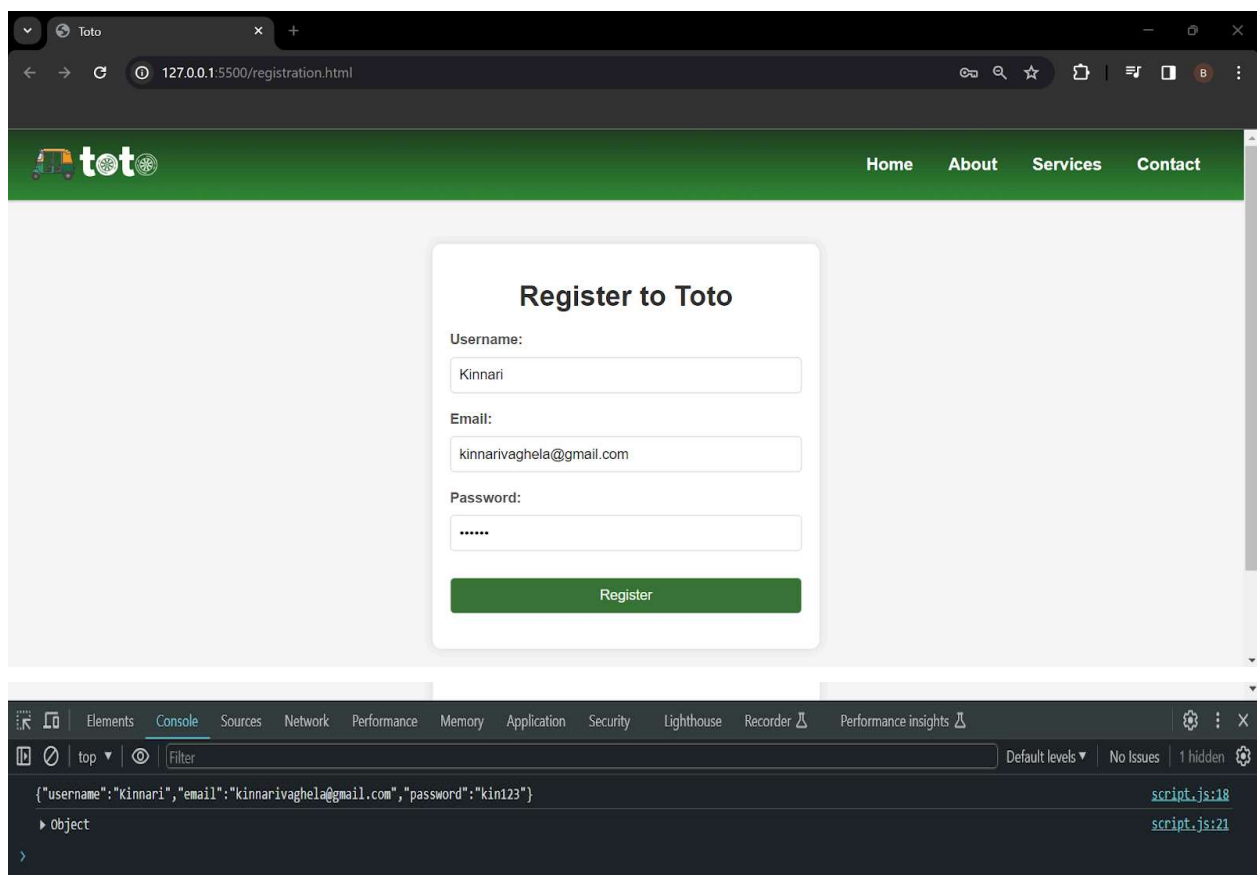 Toto
127.0.0.1:5500/registration.html
B
toto
Home About Services Contact
Register to Toto
Username:
Kinnari
Email:
kinnarivaghela@gmail.com
Password:
••••••
Register
Elements Console Sources Network Performance Memory Application Security Lighthouse Recorder Performance insights
top Filter Default levels No Issues 1 hidden
{"username":"Kinnari","email":"kinnarivaghela@gmail.com","password":"kin123"} script.js:18
Object script.js:21